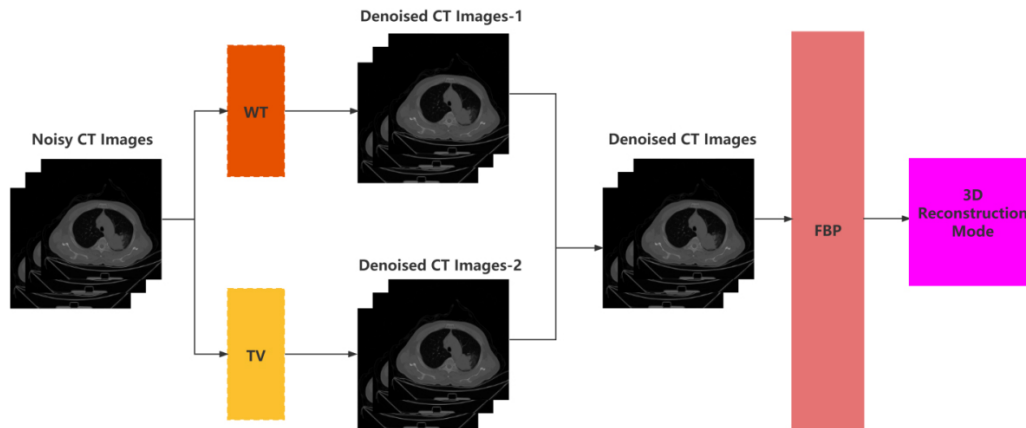 Noisy CT Images
WT
TV
Denoised CT Images-1
Denoised CT Images-2
Denoised CT Images
FBP
3D
Reconstruction
Mode